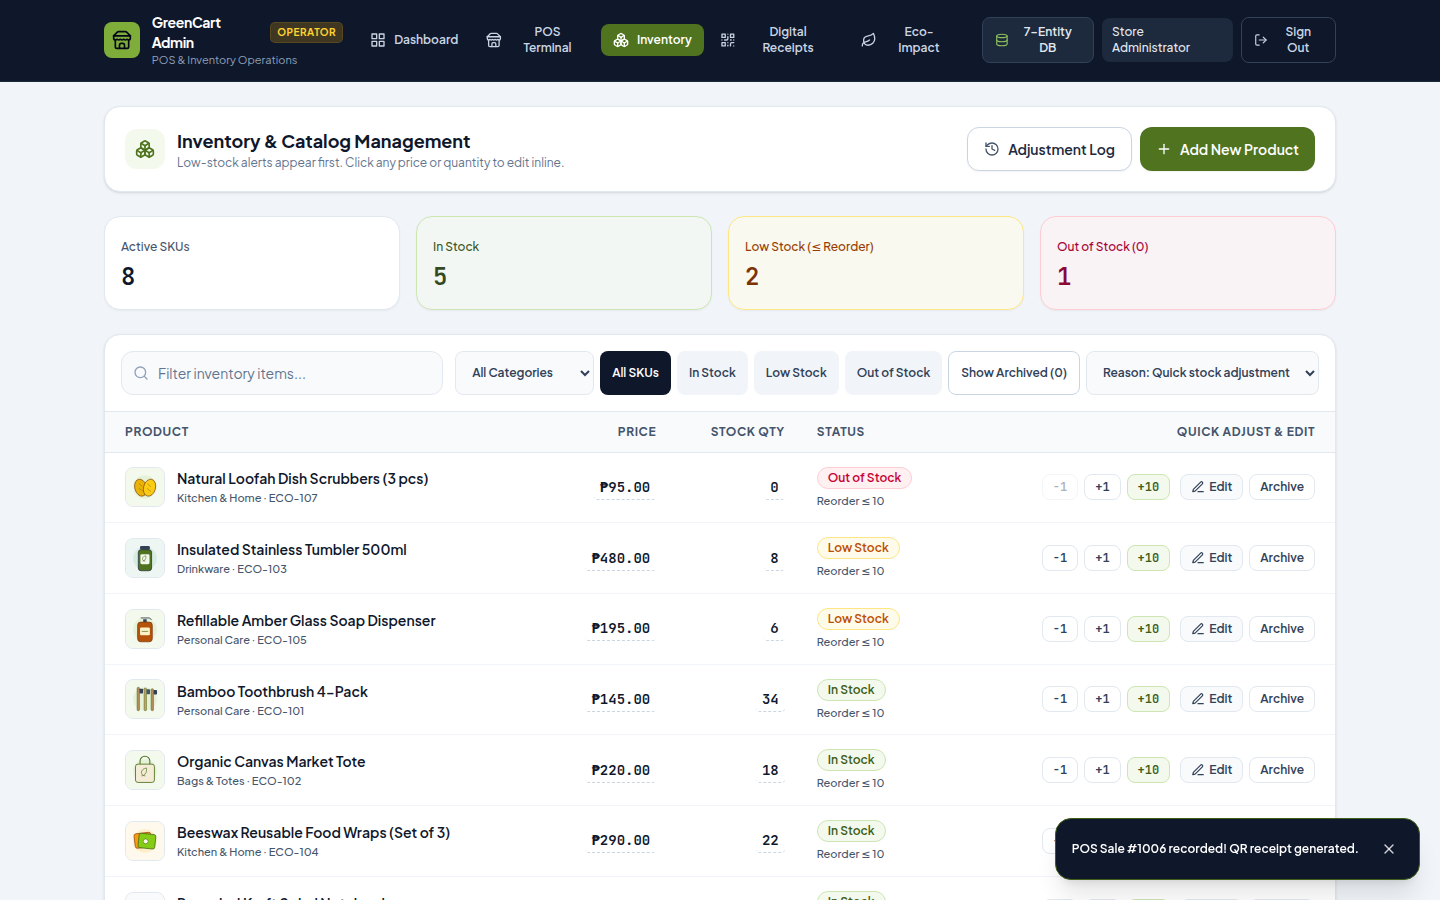 GreenCart
Admin
OPERATOR
POS & Inventory Operations
Dashboard
POS
Terminal
Inventory
Digital
Receipts
Eco-
Impact
7-Entity
DB
Store
Administrator
Sign
Out
Inventory & Catalog Management
Low-stock alerts appear first. Click any price or quantity to edit inline.
Adjustment Log
Add New Product
Active SKUs
8
In Stock
5
Low Stock (≤ Reorder)
2
Out of Stock (0)
1
Filter inventory items...
All Categories
All SKUs
In Stock
Low Stock
Out of Stock
Show Archived (0)
Reason: Quick stock adjustment
PRODUCT PRICE STOCK QTY STATUS QUICK ADJUST & EDIT
Natural Loofah Dish Scrubbers (3 pcs)
Kitchen & Home · ECO-107
₱95.00
0
Out of Stock
Reorder ≤ 10
-1 +1 +10 Edit Archive
Insulated Stainless Tumbler 500ml
Drinkware · ECO-103
₱480.00
8
Low Stock
Reorder ≤ 10
-1 +1 +10 Edit Archive
Refillable Amber Glass Soap Dispenser
Personal Care · ECO-105
₱195.00
6
Low Stock
Reorder ≤ 10
-1 +1 +10 Edit Archive
Bamboo Toothbrush 4-Pack
Personal Care · ECO-101
₱145.00
34
In Stock
Reorder ≤ 10
-1 +1 +10 Edit Archive
Organic Canvas Market Tote
Bags & Totes · ECO-102
₱220.00
18
In Stock
Reorder ≤ 10
-1 +1 +10 Edit Archive
Beeswax Reusable Food Wraps (Set of 3)
Kitchen & Home · ECO-104
₱290.00
22
In Stock
Reorder ≤ 10
POS Sale #1006 recorded! QR receipt generated.
In Stock